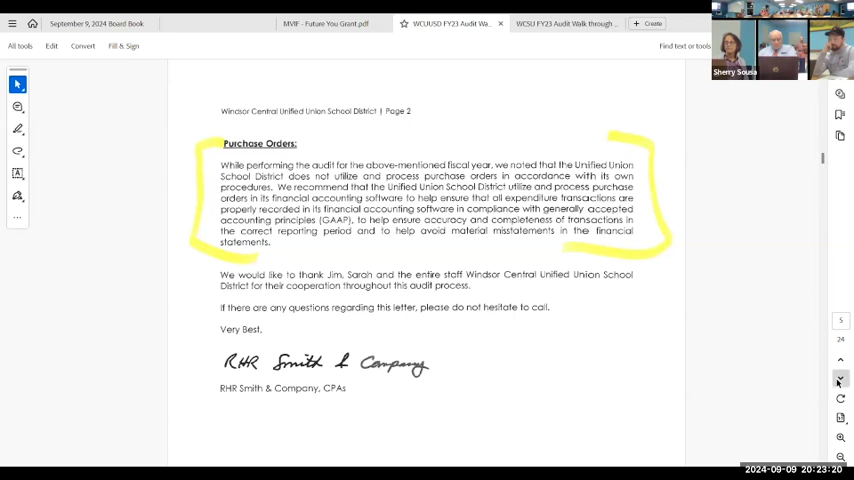 September 9, 2024 Board Book
MVIF - Future You Grant.pdf
WCUUSD FY23 Audit Wa...
WCSU FY23 Audit Walk through ...
Create
All tools
Edit
Convert
Fill & Sign
Find text or tools
Sherry Sousa
Windsor Central Unified Union School District | Page 2
Purchase Orders:
While performing the audit for the above-mentioned fiscal year, we noted that the Unified Union
School District does not utilize and process purchase orders in accordance with its own
procedures. We recommend that the Unified Union School District utilize and process purchase
orders in its financial accounting software to help ensure that all expenditure transactions are
properly recorded in its financial accounting software in compliance with generally accepted
accounting principles (GAAP), to help ensure accuracy and completeness of transactions in
the correct reporting period and to help avoid material misstatements in the financial
statements.
We would like to thank Jim, Sarah and the entire staff Windsor Central Unified Union School
District for their cooperation throughout this audit process.
If there are any questions regarding this letter, please do not hesitate to call.
Very Best,
RHR Smith & Company
RHR Smith & Company, CPAs
5
24
2024-09-09 20:23:20